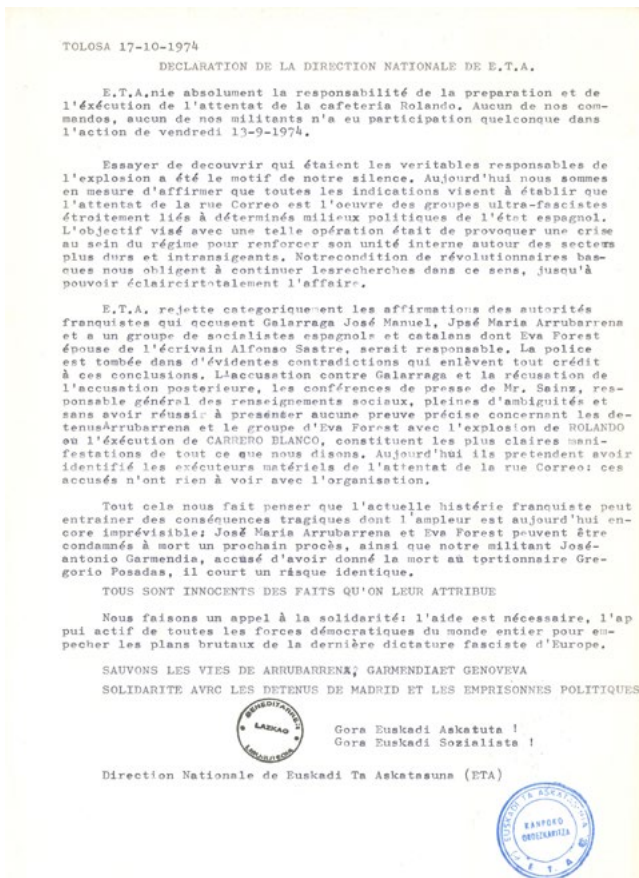 TOLOSA 17-10-1974
DECLARATION DE LA DIRECTION NATIONALE DE E.T.A.
E.T.A.nie absolument la responsabilité de la preparation et de
l'éxécution de l'attentat de la cafeteria Rolando. Aucun de nos com-
mandos, aucun de nos militants n'a eu participation quelconque dans
l'action de vendredi 13-9-1974.
Essayer de decouvrir qui étaient les veritables responsables de
l'explosion a été le motif de notre silence. Aujourd'hui nous sommes
en mesure d'affirmer que toutes les indications visent à établir que
l'attentat de la rue Correo est l'oeuvre des groupes ultra-fascistes
étroitement liés à déterminés milieux politiques de l'état espagnol.
L'objectif visé avec une telle opération était de provoquer une crise
au sein du régime pour renforcer son unité interne autour des secteurs
plus durs et intransigeants. Notrecondition de révolutionnaires bas-
ques nous obligent à continuer lesrecherches dans ce sens, jusqu'à
pouvoir éclaircirtotalement l'affaire.
E.T.A. rejette categoriquement les affirmations des autorités
franquistes qui accusent Galarraga José Manuel, Jpsé Maria Arrubarrena
et a un groupe de socialistes espagnols et catalans dont Eva Forest
épouse de l'écrivain Alfonso Sastre, serait responsable. La police
est tombée dans d'évidentes contradictions qui enlèvent tout crédit
à ces conclusions. L'accusation contre Galarraga et la récusation de
l'accusation posterieure, les conférences de presse de Mr. Sainz, res-
ponsable général des renseignements sociaux, pleines d'ambiguités et
sans avoir réussir à presenter aucune preuve précise concernant les de-
tenusArrubarrena et le groupe d'Eva Forest avec l'explosion de ROLANDO
ou l'éxécution de CARRERO BLANCO, constituent les plus claires mani-
festations de tout ce que nous disons. Aujourd'hui ils pretendent avoir
identifié les exécuteurs matériels de l'attentat de la rue Correo: ces
accusés n'ont rien à voir avec l'organisation.
Tout cela nous fait penser que l'actuelle histérie franquiste peut
entrainer des conséquences tragiques dont l'ampleur est aujourd'hui en-
core imprévisible; José Maria Arrubarrena et Eva Forest peuvent être
condamnés à mort un prochain procès, ainsi que notre militant José-
antonio Garmendia, accusé d'avoir donné la mort au tortionnaire Gre-
gorio Posadas, il court un risque identique.
TOUS SONT INNOCENTS DES FAITS QU'ON LEUR ATTRIBUE
Nous faisons un appel à la solidarité: l'aide est nécessaire, l'ap
pui actif de toutes les forces démocratiques du monde entier pour em-
pecher les plans brutaux de la dernière dictature fasciste d'Europe.
SAUVONS LES VIES DE ARRUBARRENA, GARMENDIAET GENOVEVA
SOLIDARITE AVRC LES DETENUS DE MADRID ET LES EMPRISONNES POLITIQUES
BENEDITARREN
LAZKAO
LIBURUTEGIA
Gora Euskadi Askatuta !
Gora Euskadi Sozialista !
Direction Nationale de Euskadi Ta Askatasuna (ETA)
EUSKADI TA ASKATASUNA
KANPOKO
ORDEZKARITZA
E. T. A